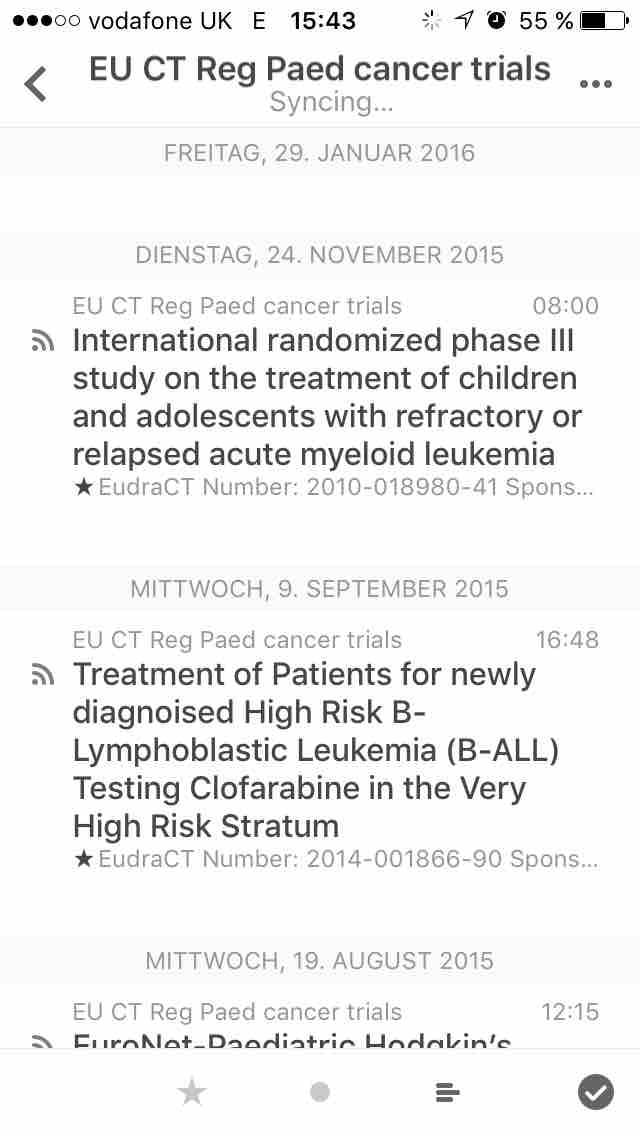 vodafone UK E 15:43 55 %
EU CT Reg Paed cancer trials
Syncing...
FREITAG, 29. JANUAR 2016
DIENSTAG, 24. NOVEMBER 2015
EU CT Reg Paed cancer trials 08:00
International randomized phase III
study on the treatment of children
and adolescents with refractory or
relapsed acute myeloid leukemia
★EudraCT Number: 2010-018980-41 Spons...
MITTWOCH, 9. SEPTEMBER 2015
EU CT Reg Paed cancer trials 16:48
Treatment of Patients for newly
diagnoised High Risk B-
Lymphoblastic Leukemia (B-ALL)
Testing Clofarabine in the Very
High Risk Stratum
★EudraCT Number: 2014-001866-90 Spons...
MITTWOCH, 19. AUGUST 2015
EU CT Reg Paed cancer trials 12:15
EuroNet-Paediatric Hodgkin's